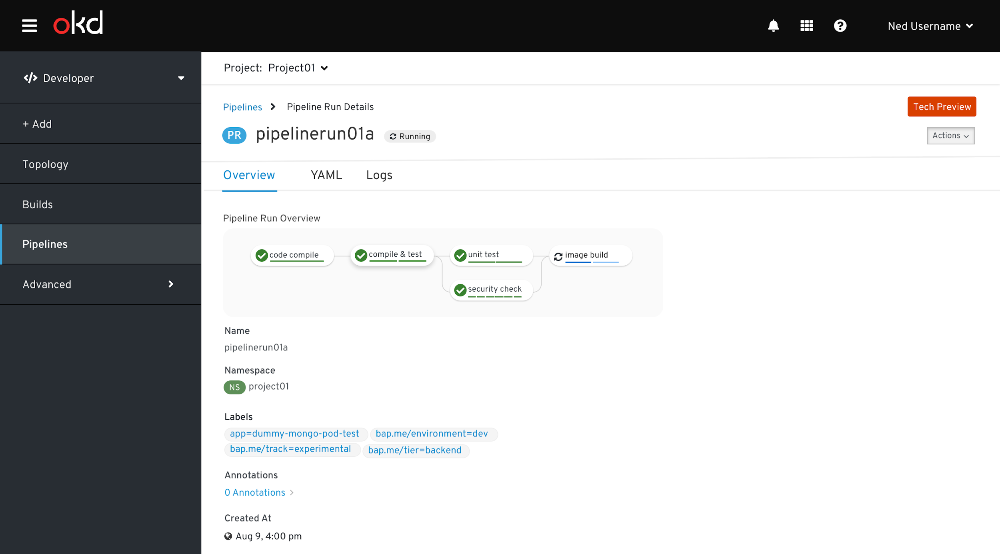 okd
Ned Username
Developer
+ Add
Topology
Builds
Pipelines
Advanced
Project: Project01
Pipelines Pipeline Run Details
Tech Preview
PR pipelinerun01a Running
Actions
Overview YAML Logs
Pipeline Run Overview
code compile compile & test unit test image build
security check
Name
pipelinerun01a
Namespace
NS project01
Labels
app=dummy-mongo-pod-test bap.me/environment=dev
bap.me/track=experimental bap.me/tier=backend
Annotations
0 Annotations
Created At
Aug 9, 4:00 pm